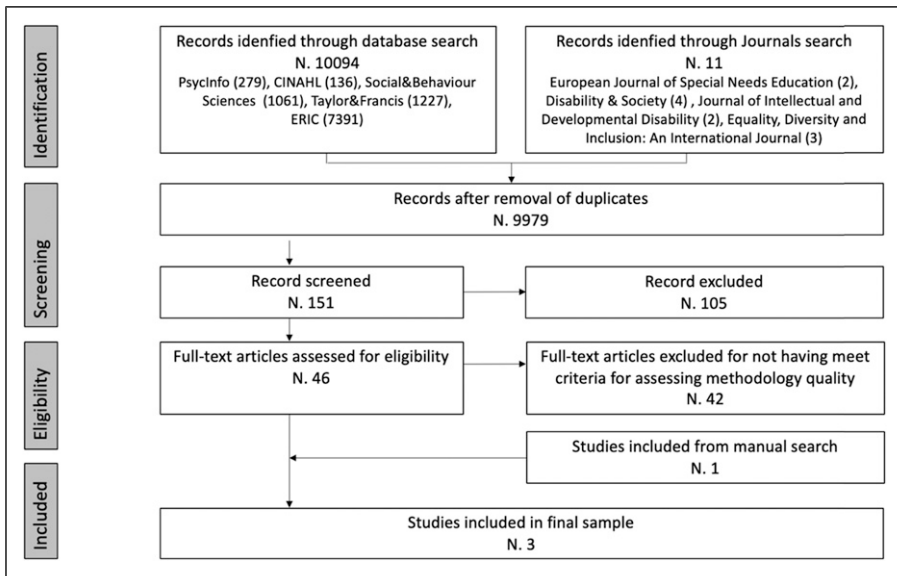 Identification
Records idenfied through database search
N. 10094
PsycInfo (279), CINAHL (136), Social&Behaviour
Sciences (1061), Taylor&Francis (1227),
ERIC (7391)
Records idenfied through Journals search
N. 11
European Journal of Special Needs Education (2),
Disability & Society (4) , Journal of Intellectual and
Developmental Disability (2), Equality, Diversity and
Inclusion: An International Journal (3)
Screening
Records after removal of duplicates
N. 9979
Record screened
N. 151
Record excluded
N. 105
Eligibility
Full-text articles assessed for eligibility
N. 46
Full-text articles excluded for not having meet
criteria for assessing methodology quality
N. 42
Studies included from manual search
N. 1
Included
Studies included in final sample
N. 3